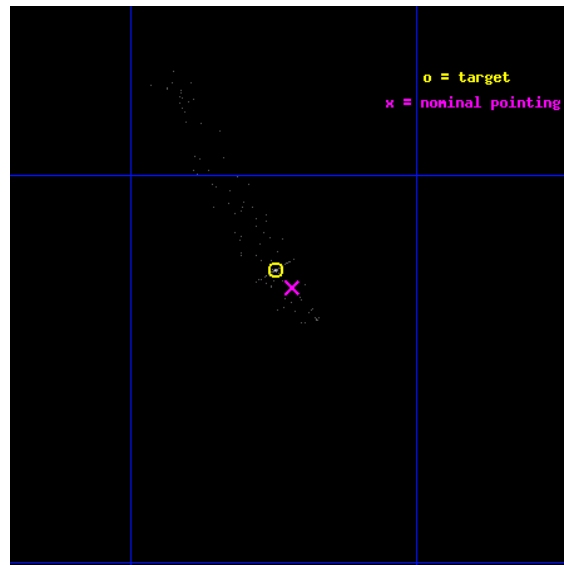 o = target
x = nominal pointing